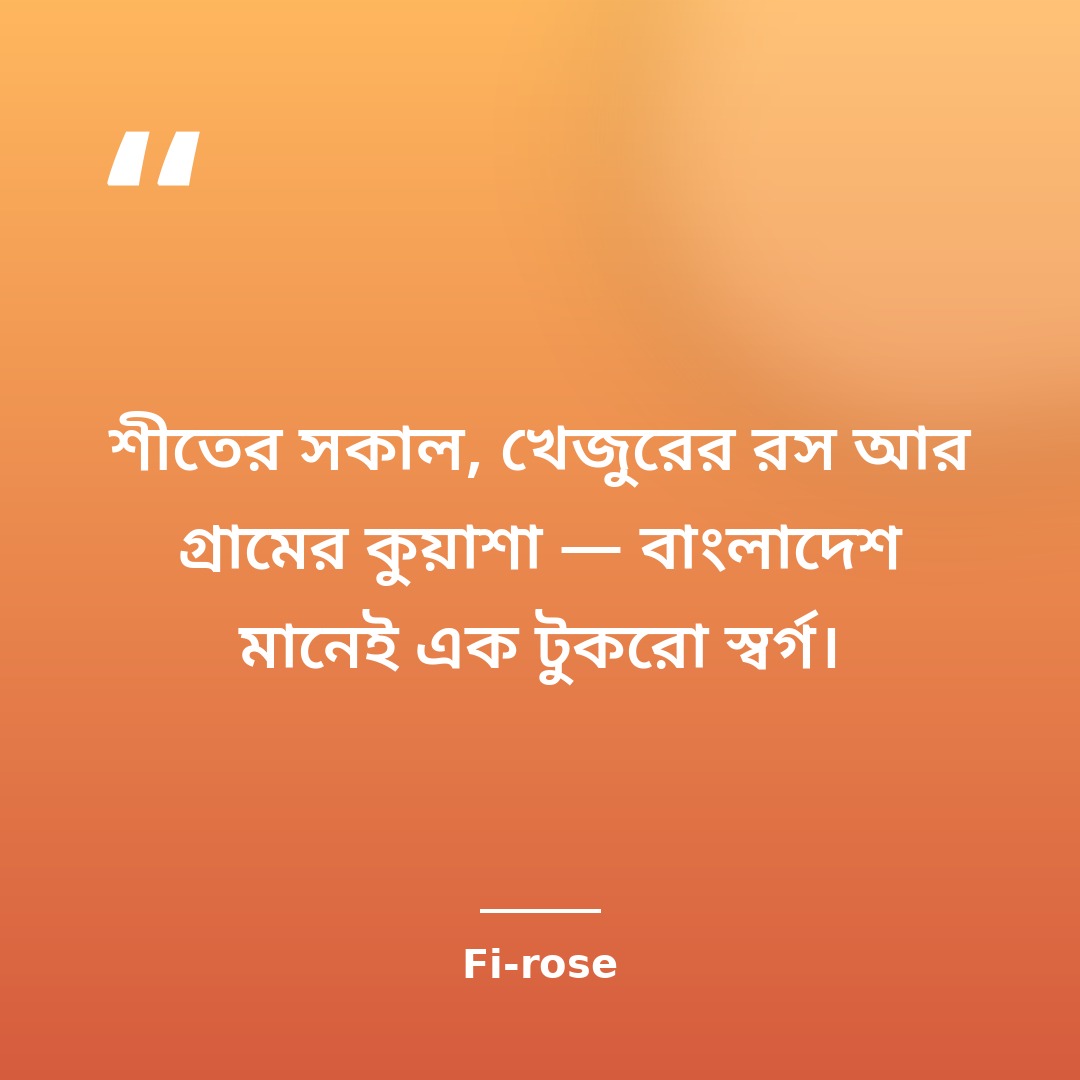 “
শীতের সকাল, খেজুরের রস আর
গ্রামের কুয়াশা — বাংলাদেশ
মানেই এক টুকরো স্বর্গ।
Fi-rose